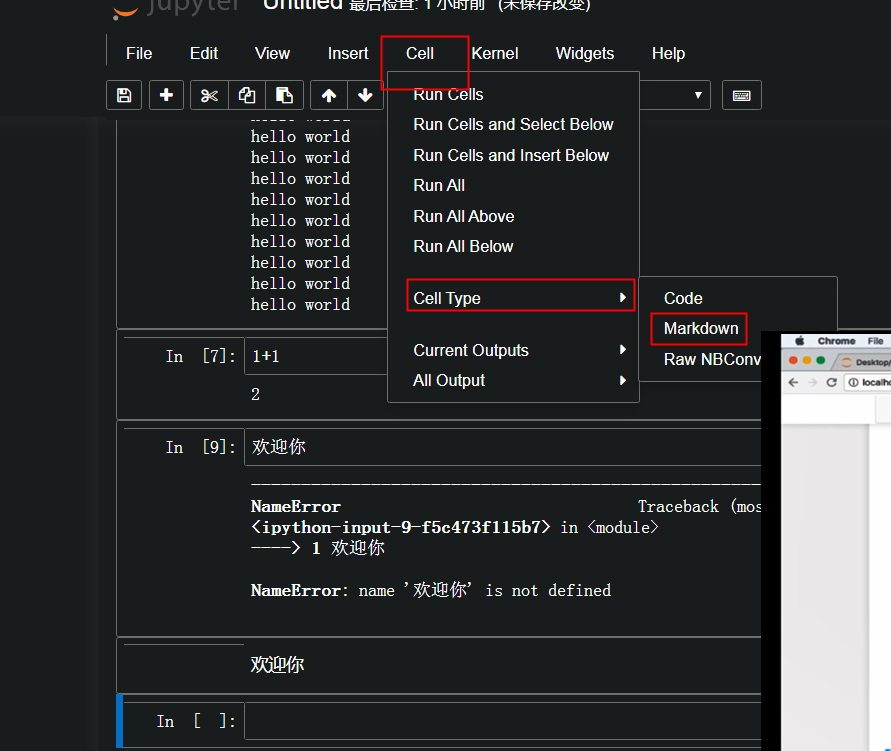 jupyter Untitled 最后检查: 1 小时前 (未保存改变)
File Edit View Insert Cell Kernel Widgets Help
Run Cells
Run Cells and Select Below
Run Cells and Insert Below
Run All
Run All Above
Run All Below
Cell Type
Current Outputs
All Output
Code
Markdown
Raw NBConv
hello world
hello world
hello world
hello world
hello world
hello world
hello world
hello world
hello world
hello world
In [7]: 1+1
2
In [9]: 欢迎你
---------------------------------------------------------------------------
NameError Traceback (mos
<ipython-input-9-f5c473f115b7> in <module>
----> 1 欢迎你
NameError: name '欢迎你' is not defined
欢迎你
In [ ]:
Chrome File
Desktop/
localho